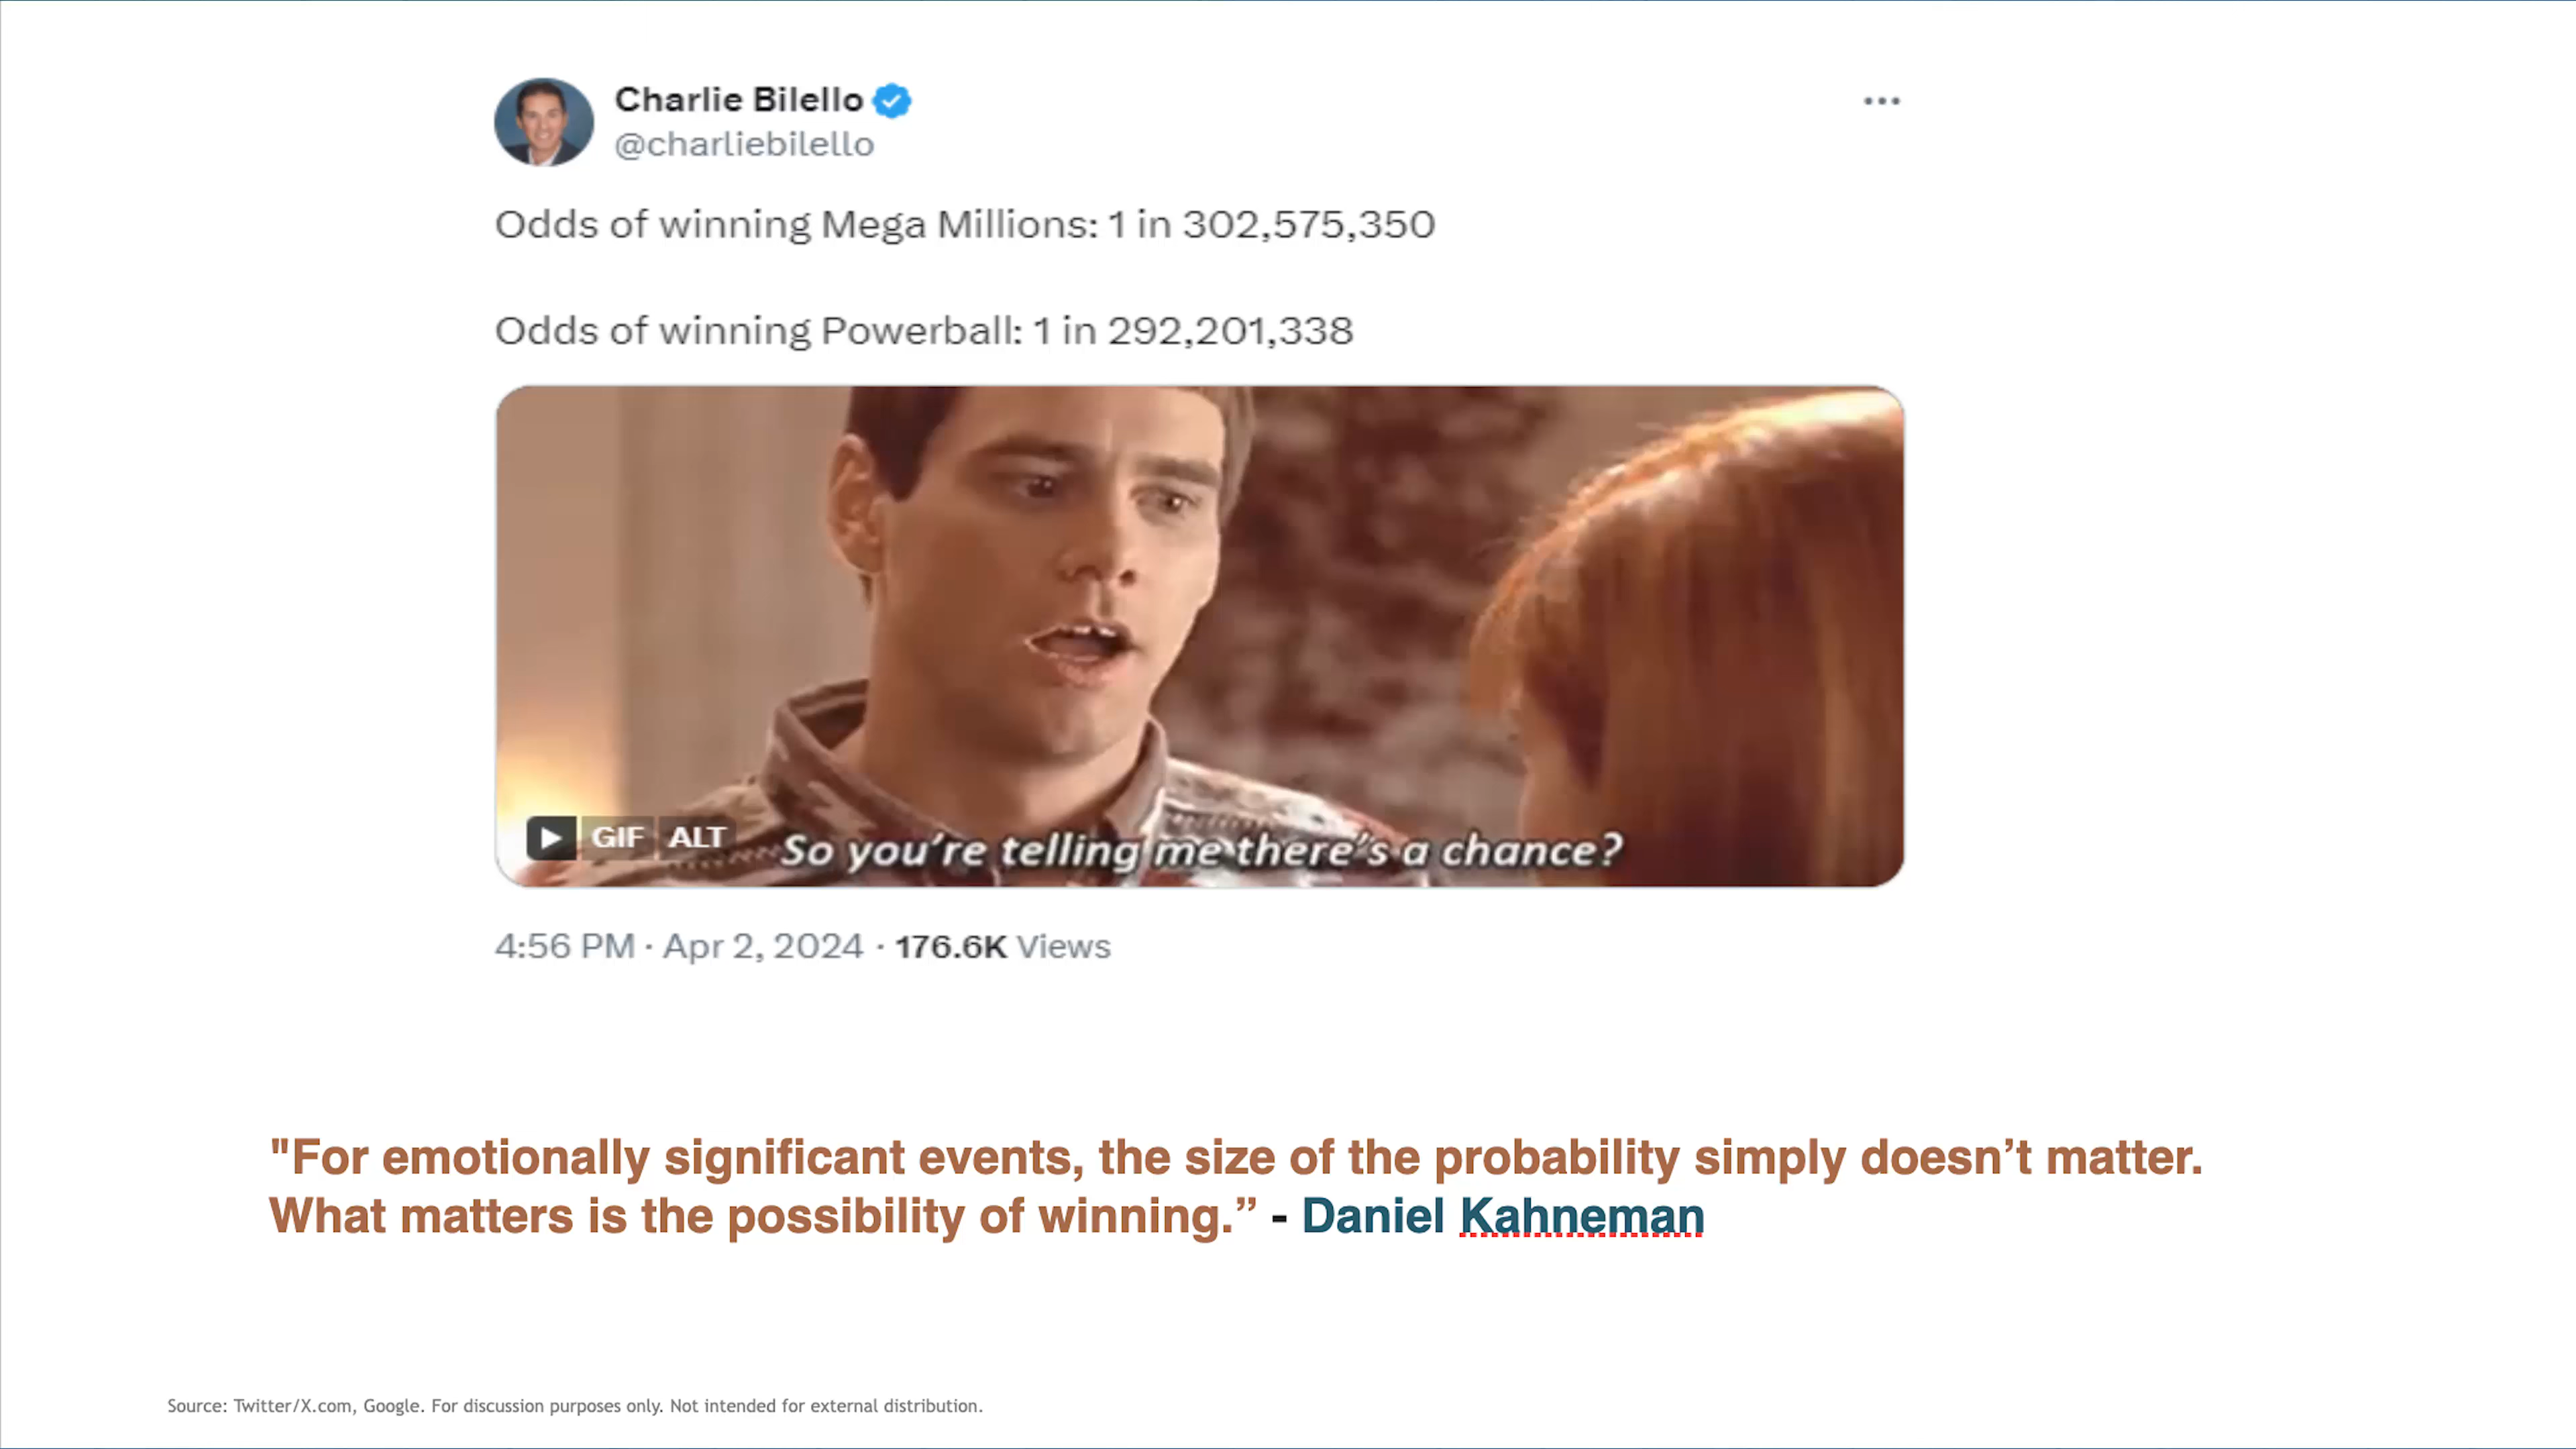 Charlie Bilello
@charliebilello
Odds of winning Mega Millions: 1 in 302,575,350
Odds of winning Powerball: 1 in 292,201,338
GIF ALT
So you're telling me there's a chance?
4:56 PM · Apr 2, 2024 · 176.6K Views
"For emotionally significant events, the size of the probability simply doesn’t matter.
What matters is the possibility of winning.” - Daniel Kahneman
Source: Twitter/X.com, Google. For discussion purposes only. Not intended for external distribution.